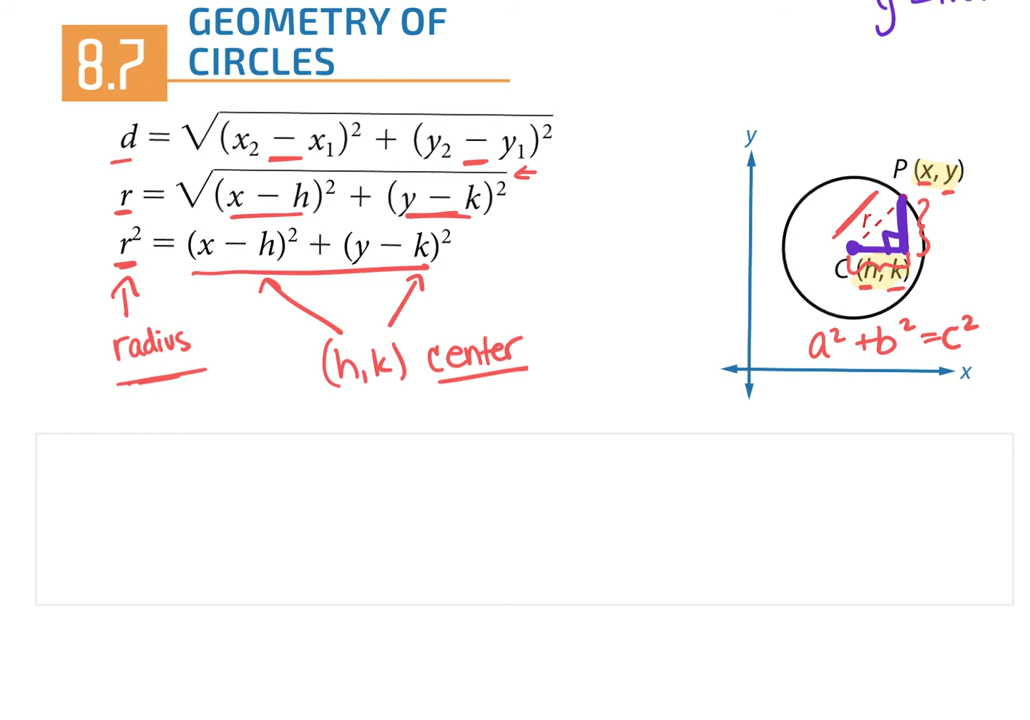 8.7
GEOMETRY OF
CIRCLES
d = √(x₂ − x₁)² + (y₂ − y₁)²
r = √(x − h)² + (y − k)²
r² = (x − h)² + (y − k)²
radius
(h,k) center
y
P (x, y)
r
C (h, k)
a² + b² = c²
x